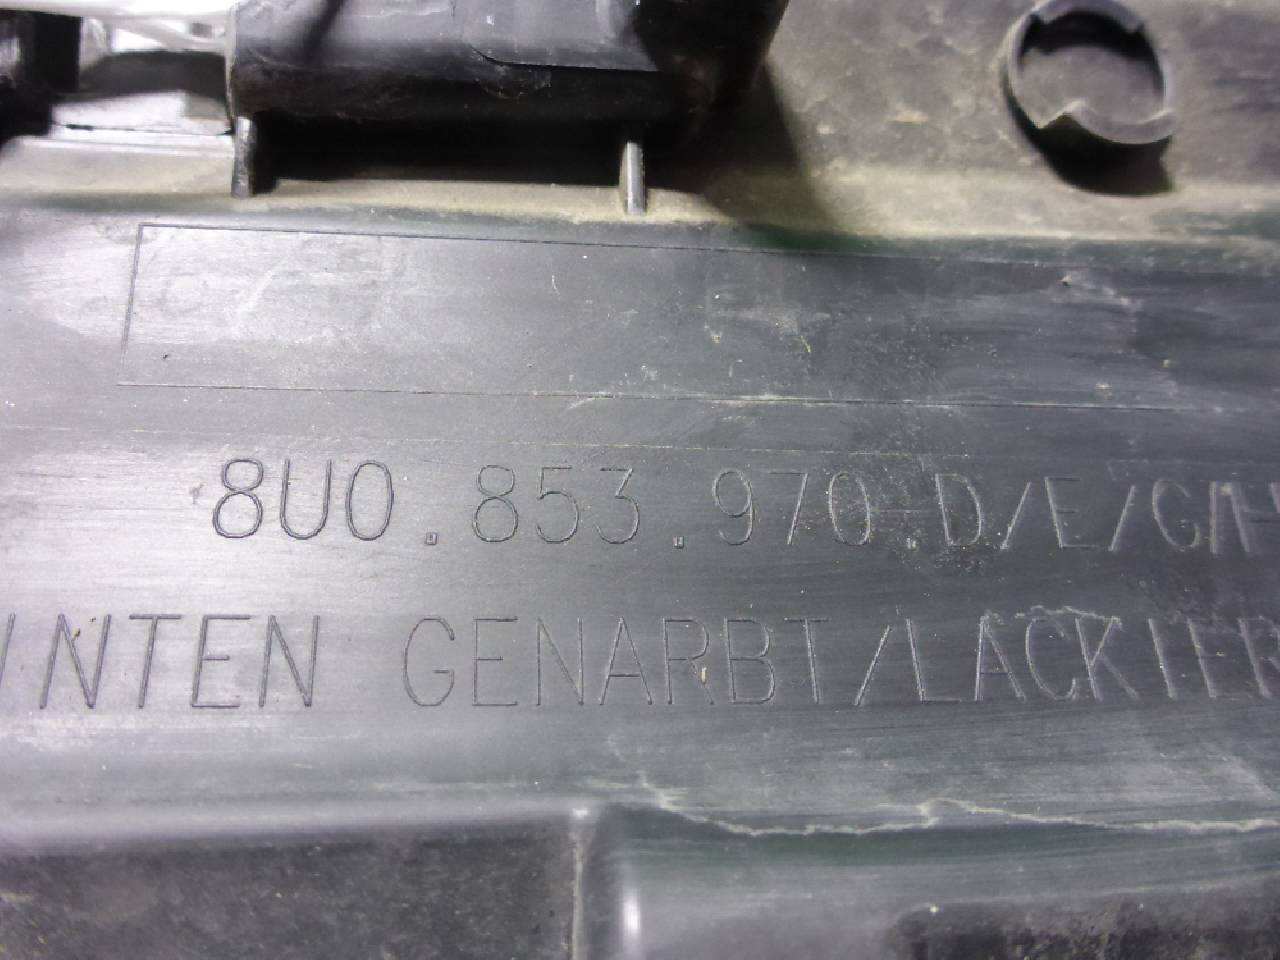 8U0.853.970.D/E/G/H
INTEN GENARBT/LACKIER